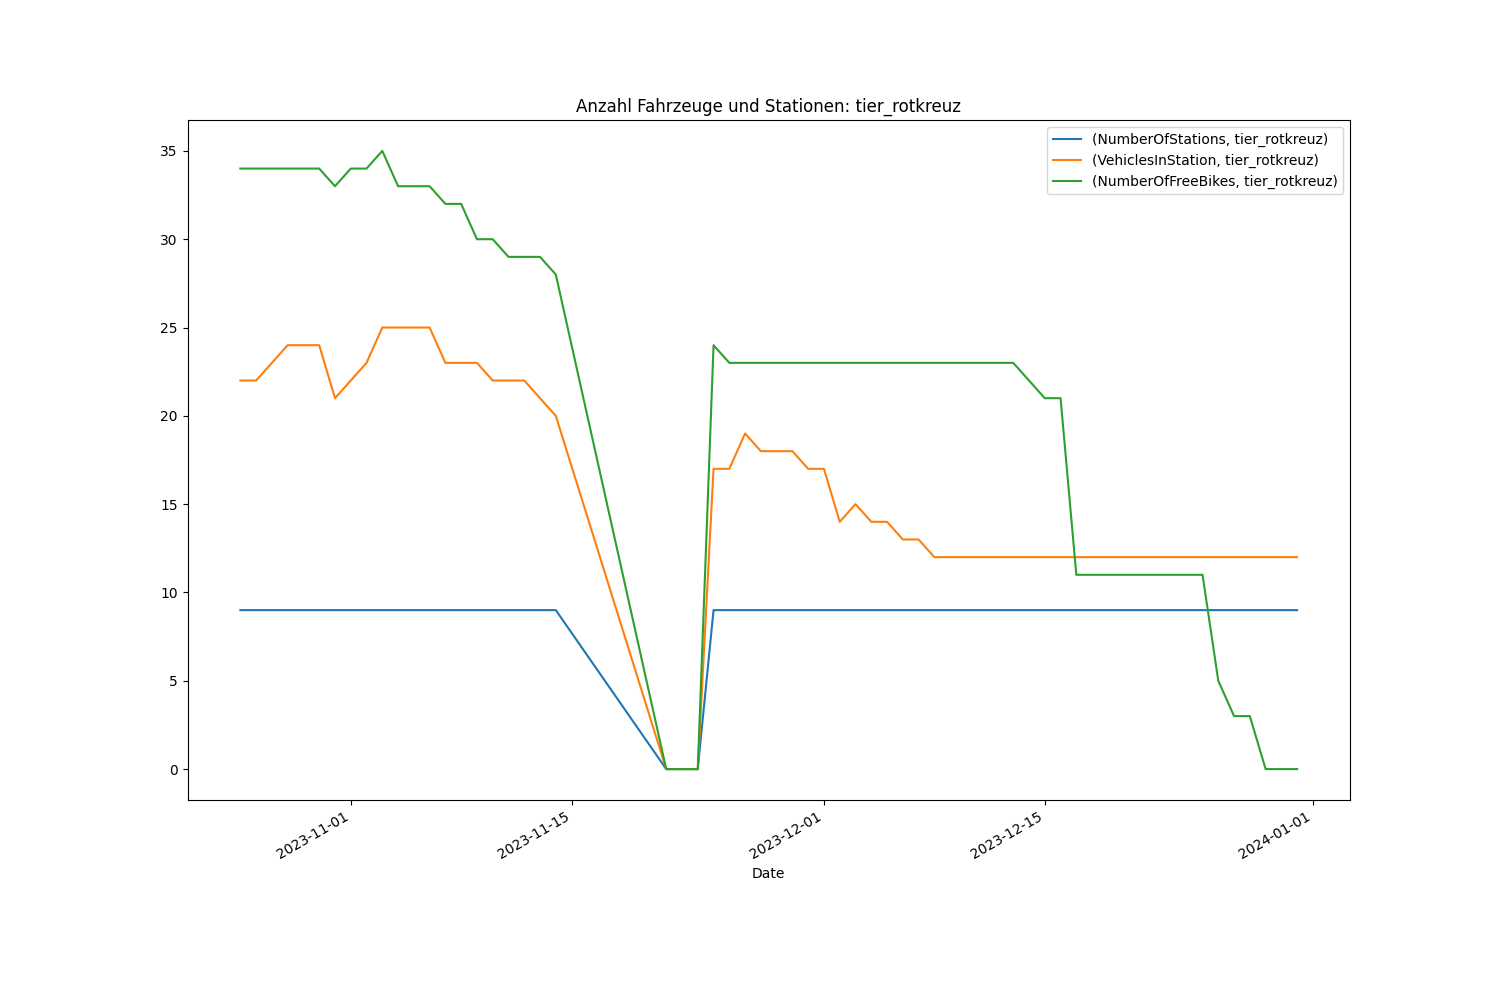 Anzahl Fahrzeuge und Stationen: tier_rotkreuz
(NumberOfStations, tier_rotkreuz)
(VehiclesInStation, tier_rotkreuz)
(NumberOfFreeBikes, tier_rotkreuz)
35
30
25
20
15
10
5
0
2023-11-01
2023-11-15
2023-12-01
2023-12-15
2024-01-01
Date